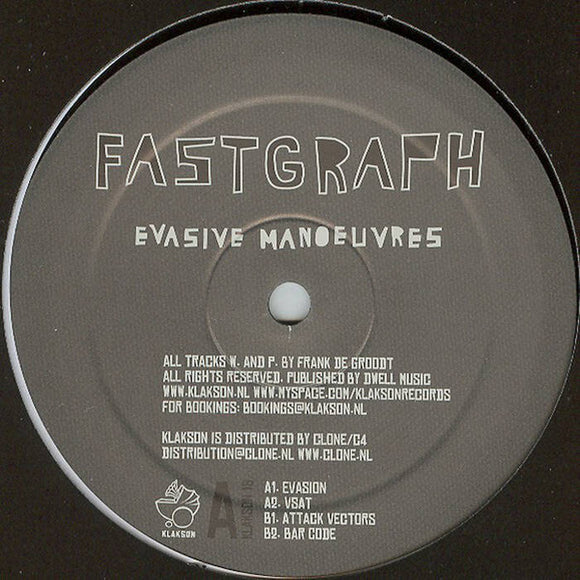 FASTGRAPH
EVASIVE MANOEUVRES
ALL TRACKS W. AND P. BY FRANK DE GROODT
ALL RIGHTS RESERVED. PUBLISHED BY DWELL MUSIC
WWW.KLAKSON.NL WWW.MYSPACE.COM/KLAKSONRECORDS
FOR BOOKINGS: BOOKINGS@KLAKSON.NL
KLAKSON IS DISTRIBUTED BY CLONE/C4
DISTRIBUTION@CLONE.NL WWW.CLONE.NL
KLAKSON
A
KLAKSON 18
A1. EVASION
A2. VSAT
B1. ATTACK VECTORS
B2. BAR CODE